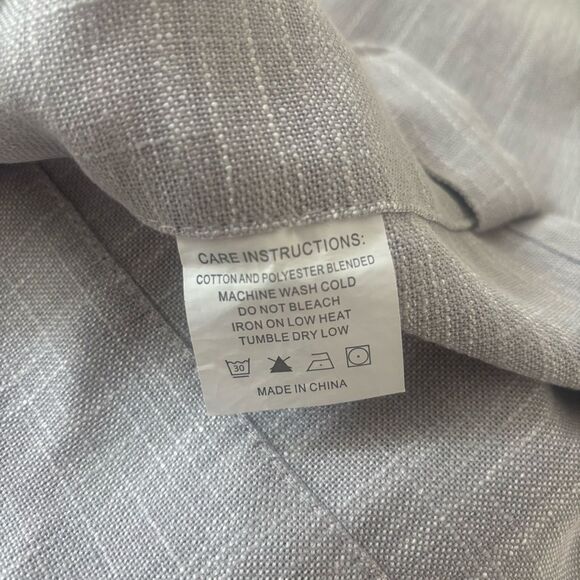 CARE INSTRUCTIONS:
COTTON AND POLYESTER BLENDED
MACHINE WASH COLD
DO NOT BLEACH
IRON ON LOW HEAT
TUMBLE DRY LOW
30
MADE IN CHINA